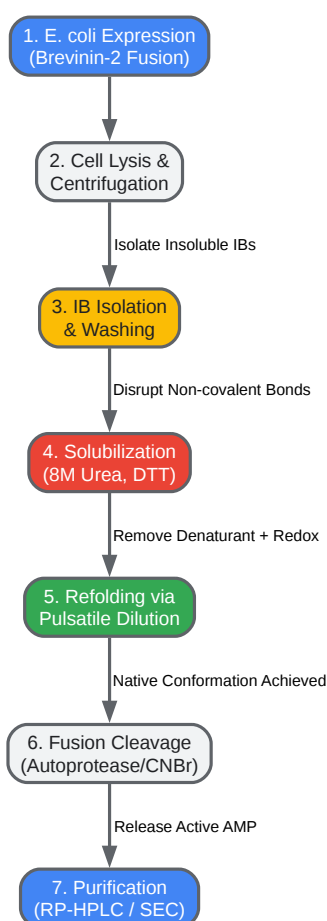 1. E. coli Expression
(Brevinin-2 Fusion)
2. Cell Lysis &
Centrifugation
Isolate Insoluble IBs
3. IB Isolation
& Washing
Disrupt Non-covalent Bonds
4. Solubilization
(8M Urea, DTT)
Remove Denaturant + Redox
5. Refolding via
Pulsatile Dilution
Native Conformation Achieved
6. Fusion Cleavage
(Autoprotease/CNBr)
Release Active AMP
7. Purification
(RP-HPLC / SEC)